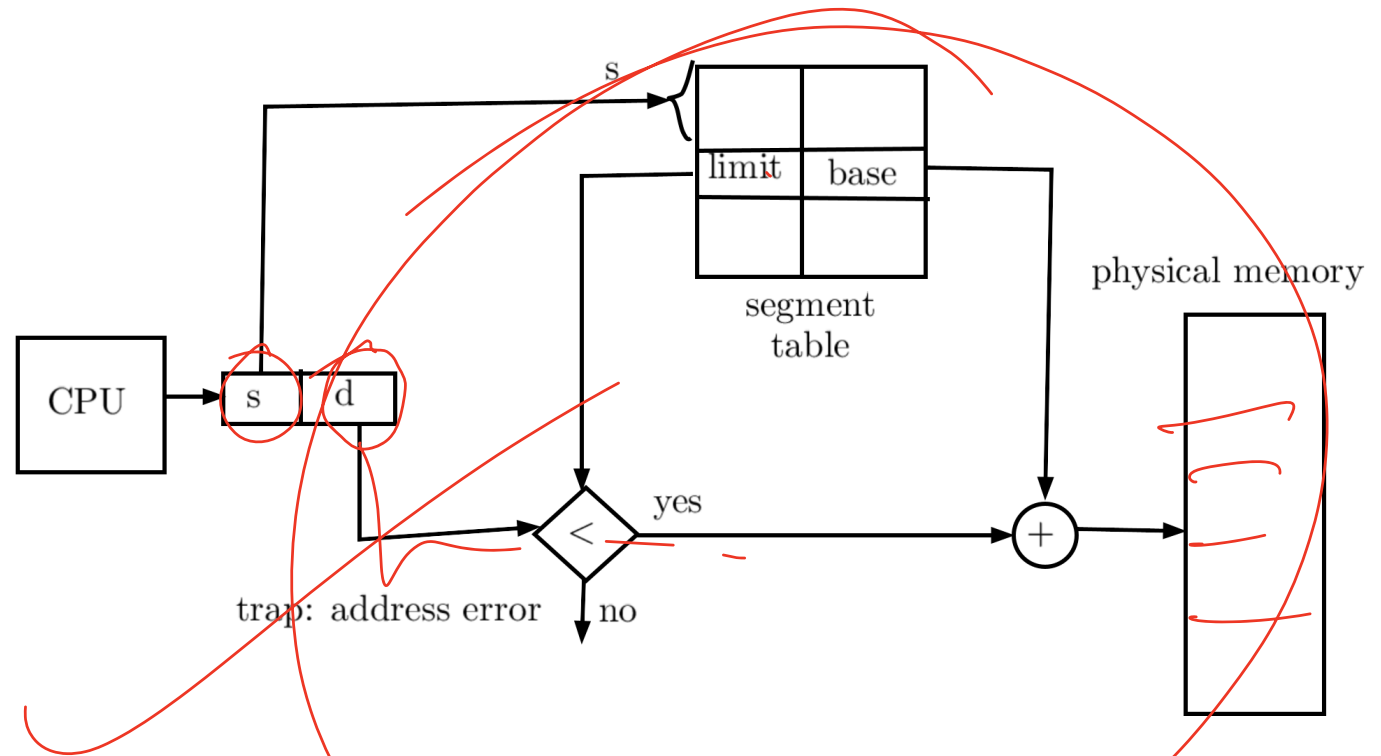 s
limit base
segment
table
physical memory
CPU
s d
yes
<
+
trap: address error
no